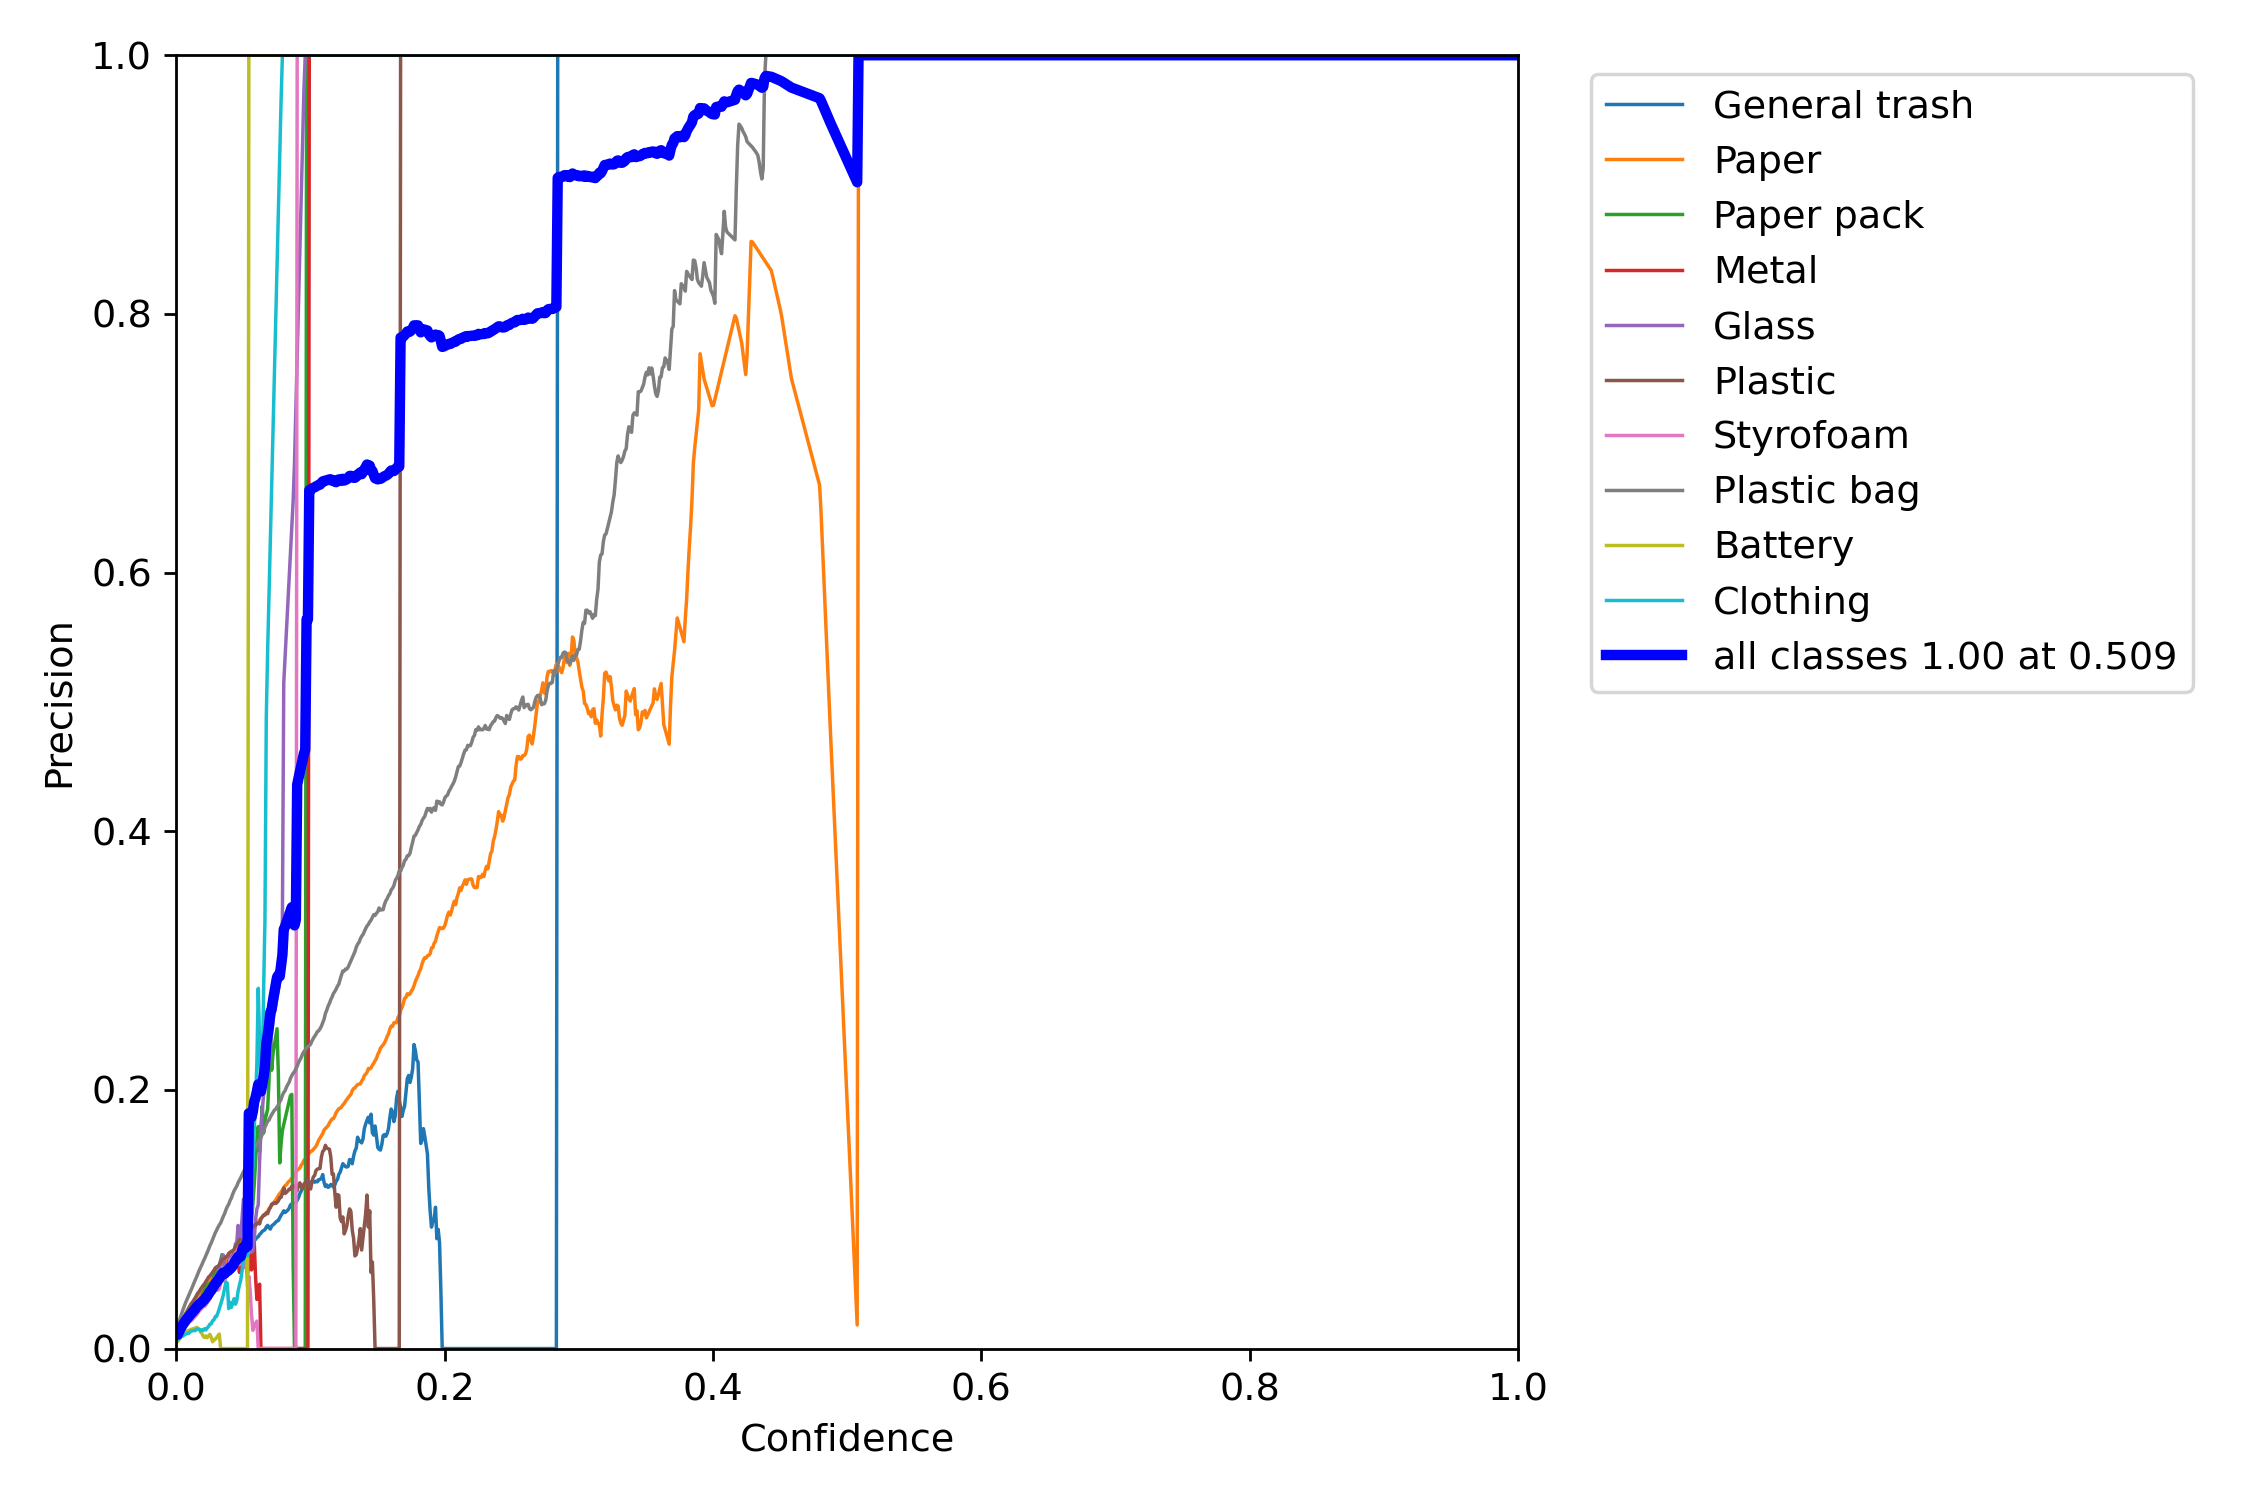 1.0
0.8
0.6
0.4
0.2
0.0
0.0 0.2 0.4 0.6 0.8 1.0
Precision
Confidence
General trash
Paper
Paper pack
Metal
Glass
Plastic
Styrofoam
Plastic bag
Battery
Clothing
all classes 1.00 at 0.509